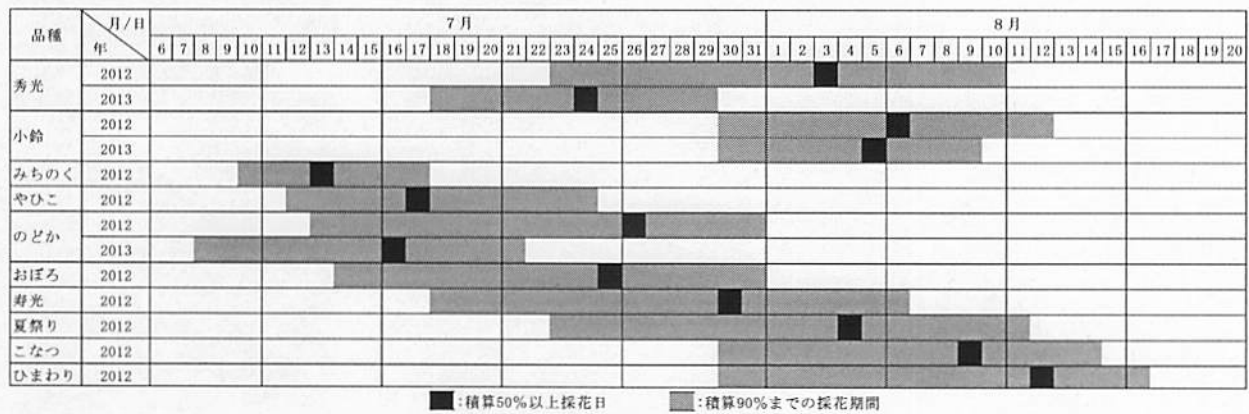 品種 月/日 年 7月 8月
6 7 8 9 10 11 12 13 14 15 16 17 18 19 20 21 22 23 24 25 26 27 28 29 30 31 1 2 3 4 5 6 7 8 9 10 11 12 13 14 15 16 17 18 19 20
秀光 2012
2013
小鈴 2012
2013
みちのく 2012
やひこ 2012
のどか 2012
2013
おぼろ 2012
寿光 2012
夏祭り 2012
こなつ 2012
ひまわり 2012
:積算50%以上採花日 :積算90%までの採花期間